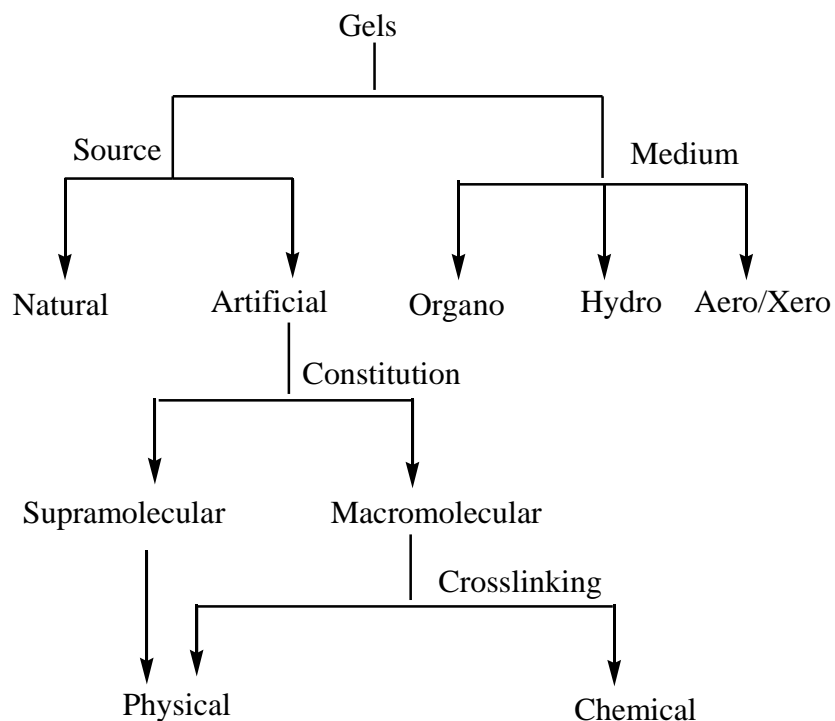 Gels
Source
Medium
Natural
Artificial
Organo
Hydro
Aero/Xero
Constitution
Supramolecular
Macromolecular
Crosslinking
Physical
Chemical